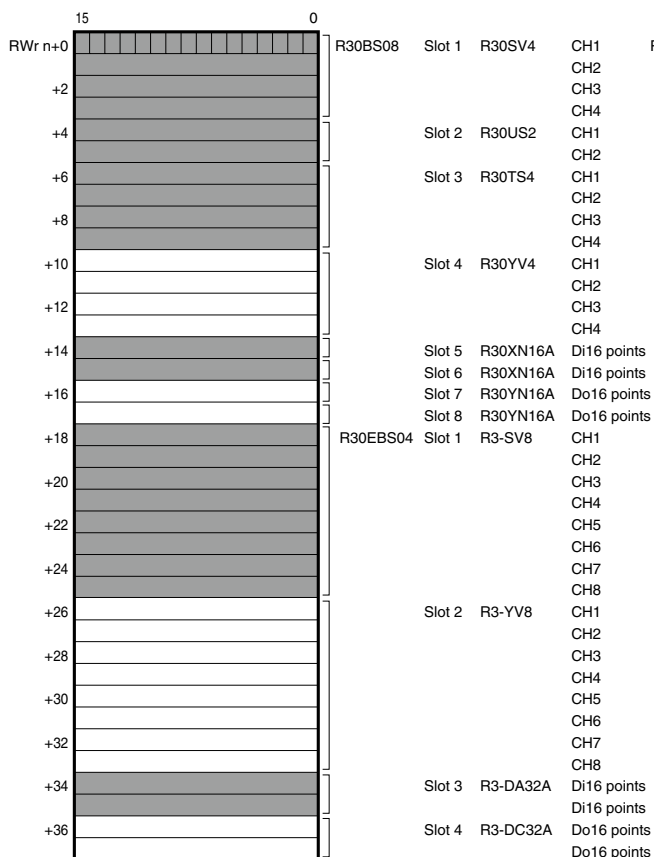 15 0
RWr n+0 R30BS08 Slot 1 R30SV4 CH1
CH2
+2 CH3
CH4
+4 Slot 2 R30US2 CH1
CH2
+6 Slot 3 R30TS4 CH1
CH2
+8 CH3
CH4
+10 Slot 4 R30YV4 CH1
CH2
+12 CH3
CH4
+14 Slot 5 R30XN16A Di16 points
Slot 6 R30XN16A Di16 points
+16 Slot 7 R30YN16A Do16 points
Slot 8 R30YN16A Do16 points
+18 R30EBS04 Slot 1 R3-SV8 CH1
CH2
+20 CH3
CH4
+22 CH5
CH6
+24 CH7
CH8
+26 Slot 2 R3-YV8 CH1
CH2
+28 CH3
CH4
+30 CH5
CH6
+32 CH7
CH8
+34 Slot 3 R3-DA32A Di16 points
Di16 points
+36 Slot 4 R3-DC32A Do16 points
Do16 points